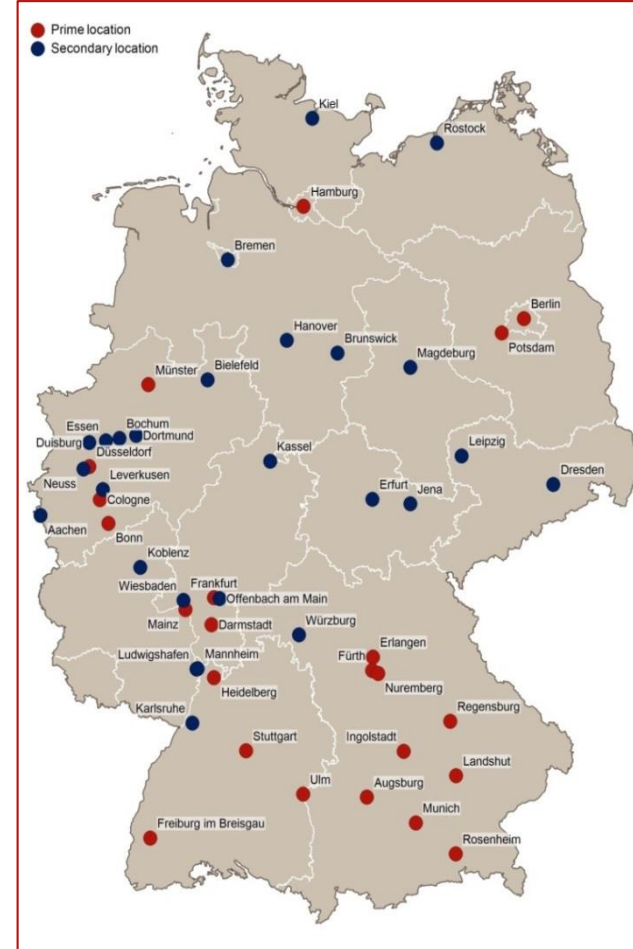 Prime location
Secondary location
Kiel
Rostock
Hamburg
Bremen
Berlin
Potsdam
Hanover
Brunswick
Magdeburg
Münster
Bielefeld
Essen
Bochum
Duisburg
Dortmund
Düsseldorf
Kassel
Leipzig
Leverkusen
Neuss
Dresden
Erfurt
Jena
Cologne
Aachen
Bonn
Koblenz
Wiesbaden
Frankfurt
Offenbach am Main
Mainz
Darmstadt
Würzburg
Erlangen
Ludwigshafen
Mannheim
Fürth
Heidelberg
Nuremberg
Karlsruhe
Regensburg
Stuttgart
Ingolstadt
Landshut
Ulm
Augsburg
Munich
Freiburg im Breisgau
Rosenheim